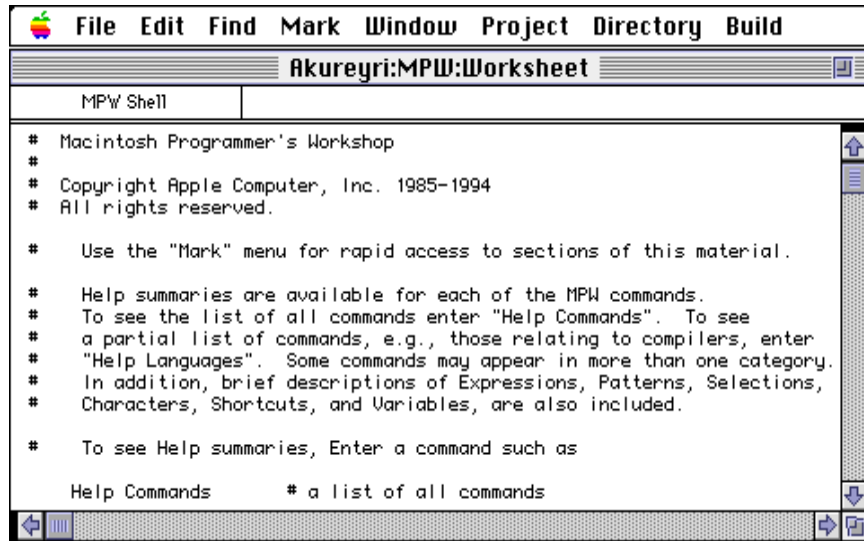 File Edit Find Mark Window Project Directory Build
Akureyri:MPW:Worksheet
MPW Shell
# Macintosh Programmer's Workshop
#
# Copyright Apple Computer, Inc. 1985-1994
# All rights reserved.
# Use the "Mark" menu for rapid access to sections of this material.
# Help summaries are available for each of the MPW commands.
# To see the list of all commands enter "Help Commands". To see
# a partial list of commands, e.g., those relating to compilers, enter
# "Help Languages". Some commands may appear in more than one category.
# In addition, brief descriptions of Expressions, Patterns, Selections,
# Characters, Shortcuts, and Variables, are also included.
# To see Help summaries, Enter a command such as
Help Commands # a list of all commands